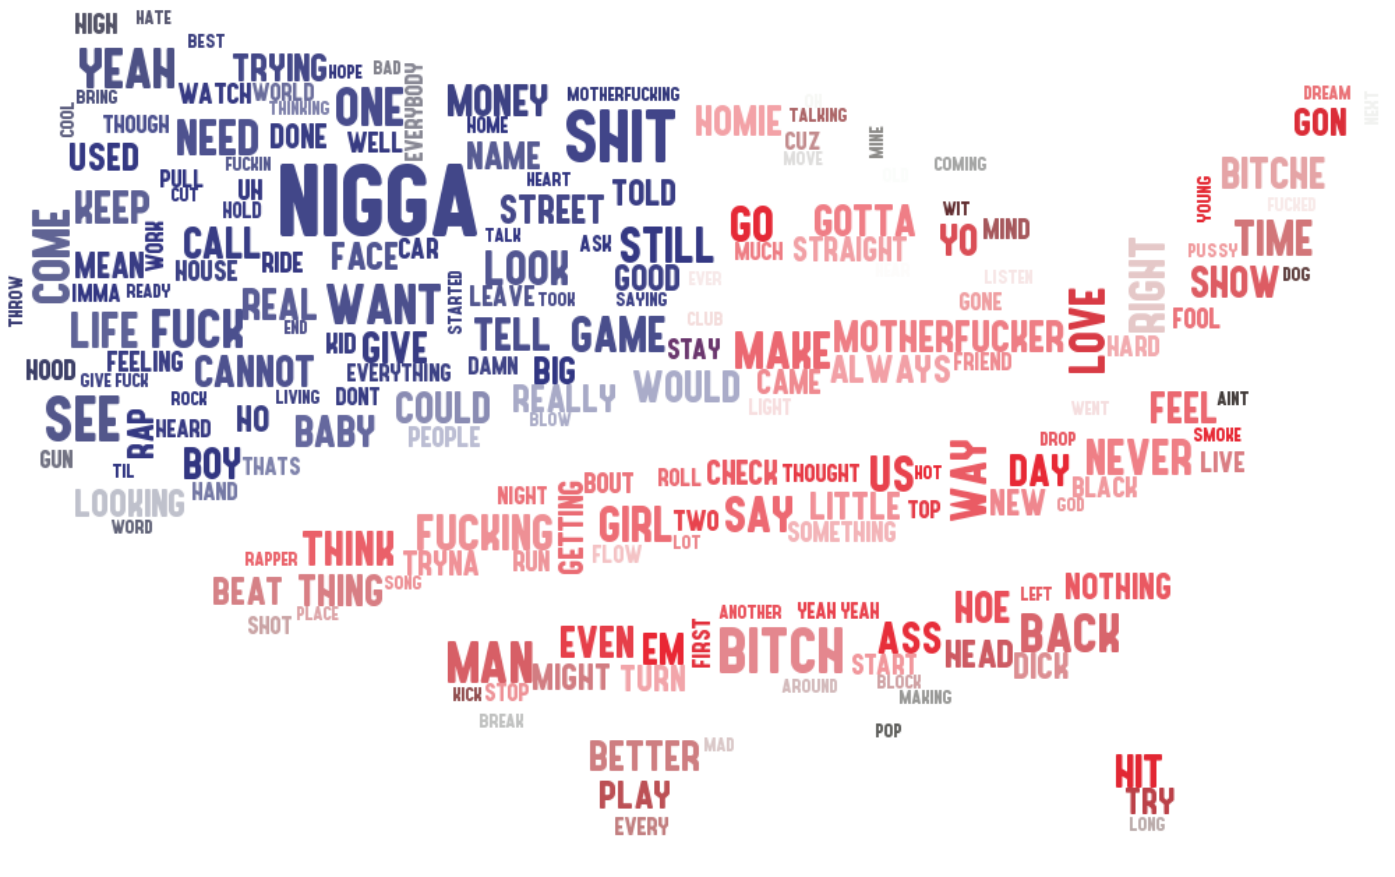 HIGH
HATE
BEST
YEAH
TRYING
HOPE
BAD
EVERYBODY
BRING
WATCH
WORLD
THINKING
ONE
MONEY
MOTHERFUCKING
DREAM
COOL
THOUGH
NEED
DONE
WELL
HOME
SHIT
HOMIE
TALKING
GON
NEXT
USED
FUCKIN
NAME
CUZ
MOVE
MINE
COMING
BITCHE
PULL
CUT
UH
HOLD
NIGGA
HEART
TOLD
STREET
YOUNG
FUCKED
KEEP
COME
WORK
CALL
RIDE
FACE
CAR
TALK
ASK
STILL
GO
MUCH
GOTTA
STRAIGHT
WIT
YO
MIND
TIME
MEAN
HOUSE
LOOK
GOOD
EVER
LISTEN
RIGHT
PUSSY
SHOW
DOG
THROW
IMMA
READY
REAL
END
WANT
STARTED
LEAVE
TOOK
SAYING
GONE
LOVE
FOOL
LIFE
FUCK
KID
GIVE
TELL
GAME
CLUB
STAY
MAKE
MOTHERFUCKER
HARD
HOOD
FEELING
GIVE FUCK
CANNOT
EVERYTHING
DAMN
BIG
CAME
ALWAYS
FRIEND
ROCK
LIVING
DONT
COULD
REALLY
BLOW
WOULD
LIGHT
WENT
FEEL
AINT
SEE
RAP
HEARD
HO
BABY
PEOPLE
DROP
NEVER
SMOKE
LIVE
GUN
TIL
BOY
THATS
ROLL
CHECK
THOUGHT
US
HOT
WAY
DAY
BLACK
LOOKING
HAND
WORD
NIGHT
GETTING
BOUT
GIRL
TWO
LOT
SAY
LITTLE
SOMETHING
TOP
NEW
GOD
RAPPER
THINK
FUCKING
TRYNA
RUN
FLOW
BEAT
THING
SONG
PLACE
SHOT
HOE
LEFT
NOTHING
MAN
EVEN
EM
FIRST
ANOTHER
YEAH YEAH
BITCH
ASS
START
HEAD
BACK
DICK
KICK
STOP
MIGHT
TURN
AROUND
BLOCK
MAKING
BREAK
POP
BETTER
MAD
PLAY
EVERY
HIT
TRY
LONG